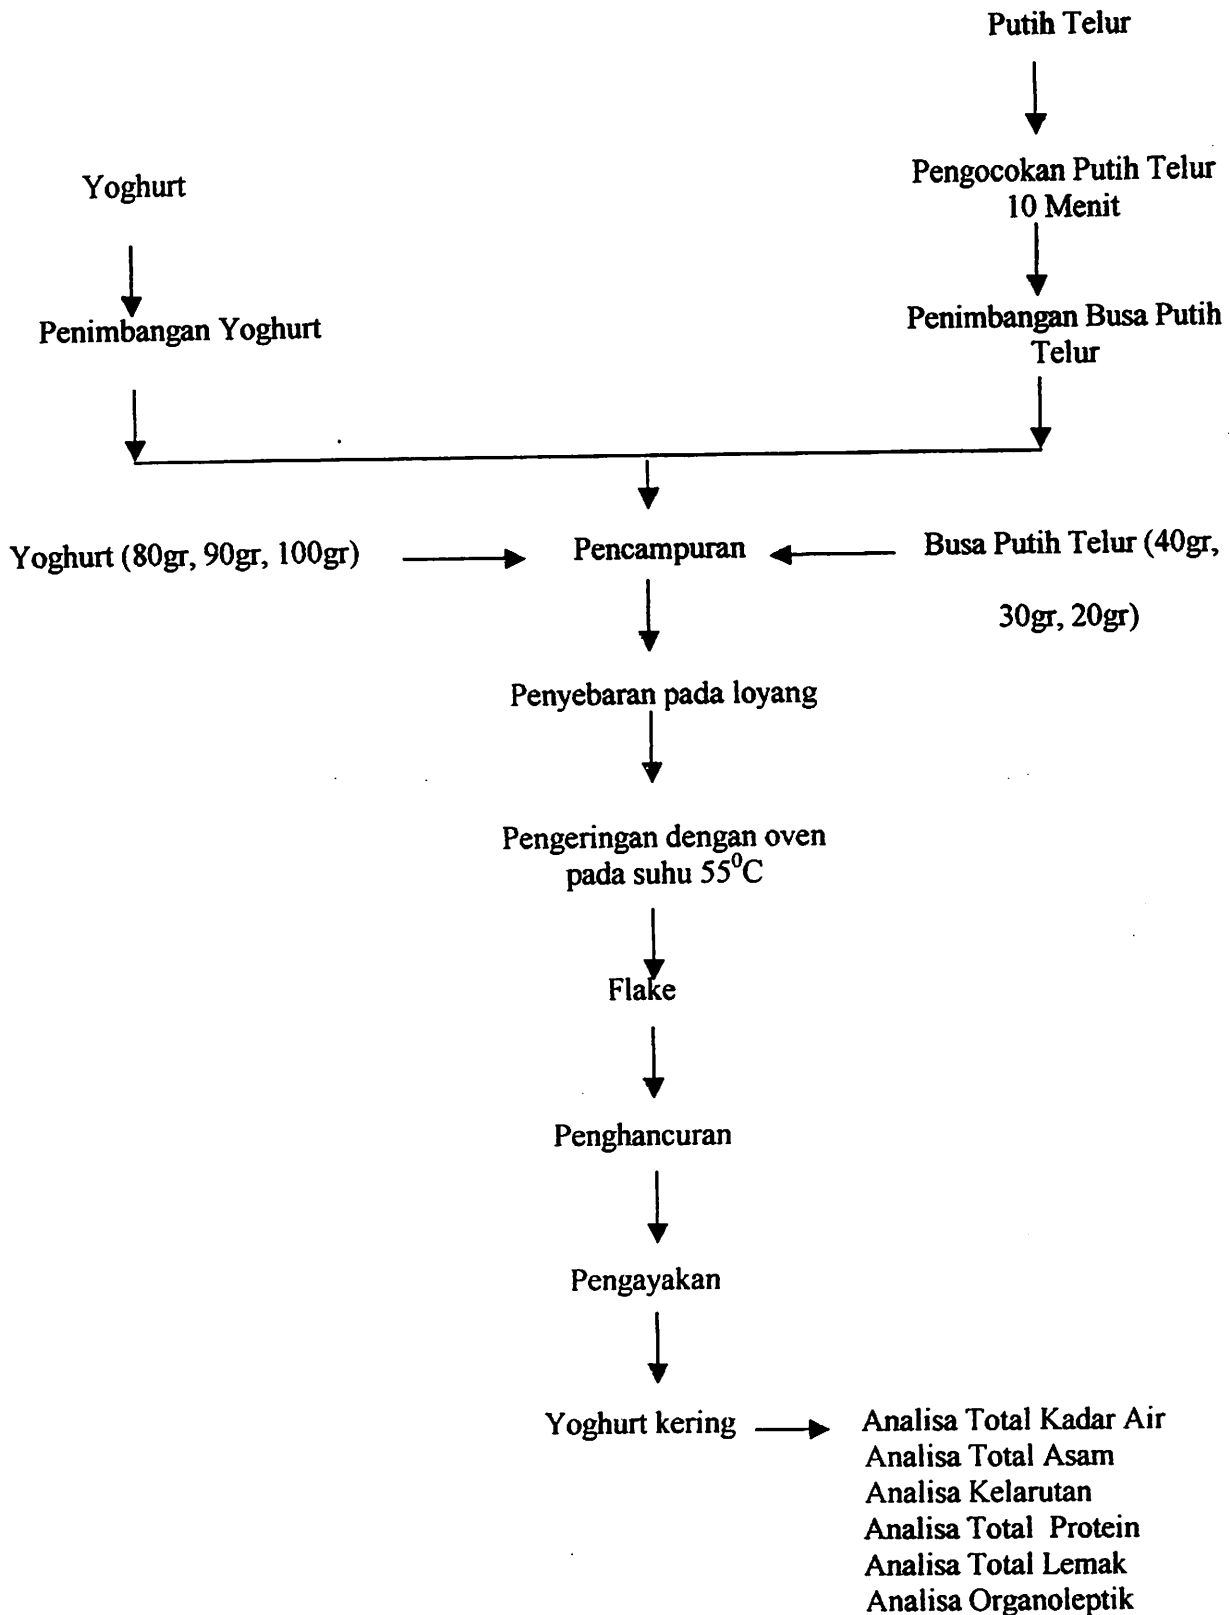 Putih Telur
Pengocokan Putih Telur
10 Menit
Yoghurt
Penimbangan Yoghurt
Penimbangan Busa Putih
Telur
Yoghurt (80gr, 90gr, 100gr)
Pencampuran
Busa Putih Telur (40gr,
30gr, 20gr)
Penyebaran pada loyang
Pengeringan dengan oven
pada suhu 55⁰C
Flake
Penghancuran
Pengayakan
Yoghurt kering
Analisa Total Kadar Air
Analisa Total Asam
Analisa Kelarutan
Analisa Total Protein
Analisa Total Lemak
Analisa Organoleptik